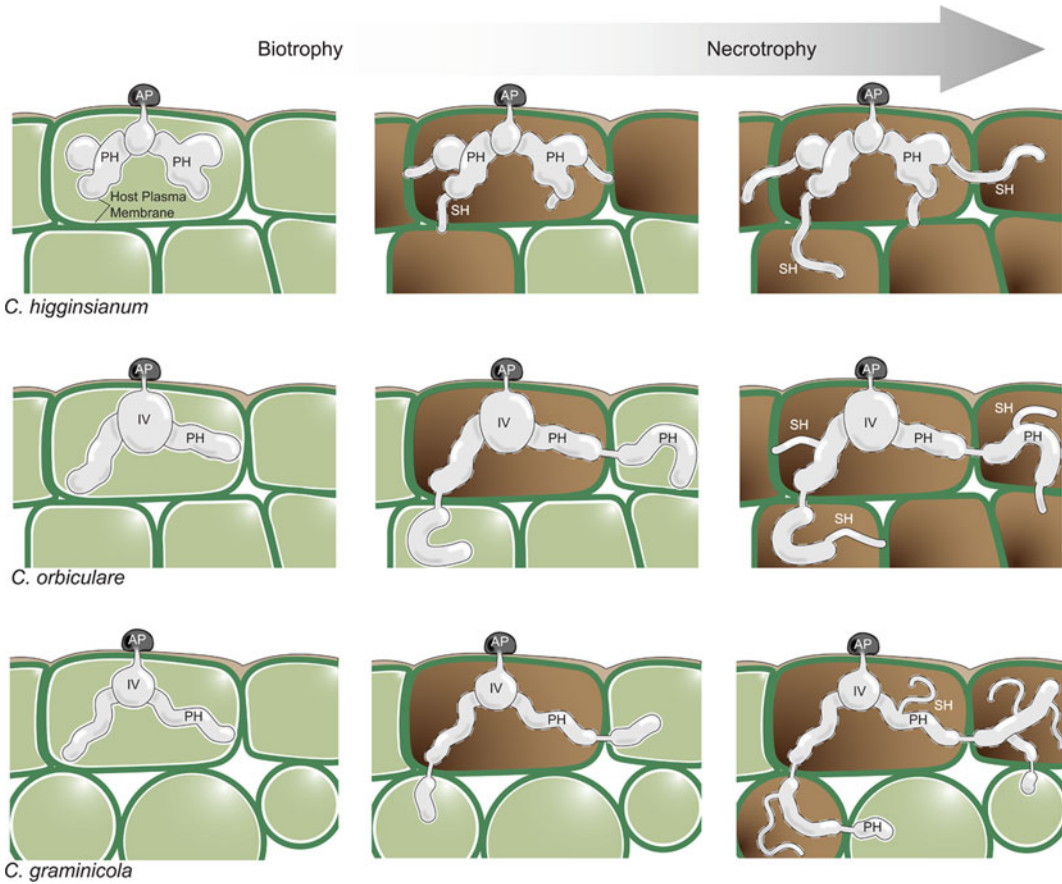 Biotrophy
Necrotrophy
AP
PH
PH
Host Plasma
Membrane
AP
PH
PH
SH
AP
PH
SH
SH
C. higginsianum
AP
IV
PH
AP
IV
PH
PH
AP
SH
SH
IV
PH
PH
SH
C. orbiculare
AP
IV
PH
AP
IV
PH
AP
IV
SH
PH
PH
C. graminicola